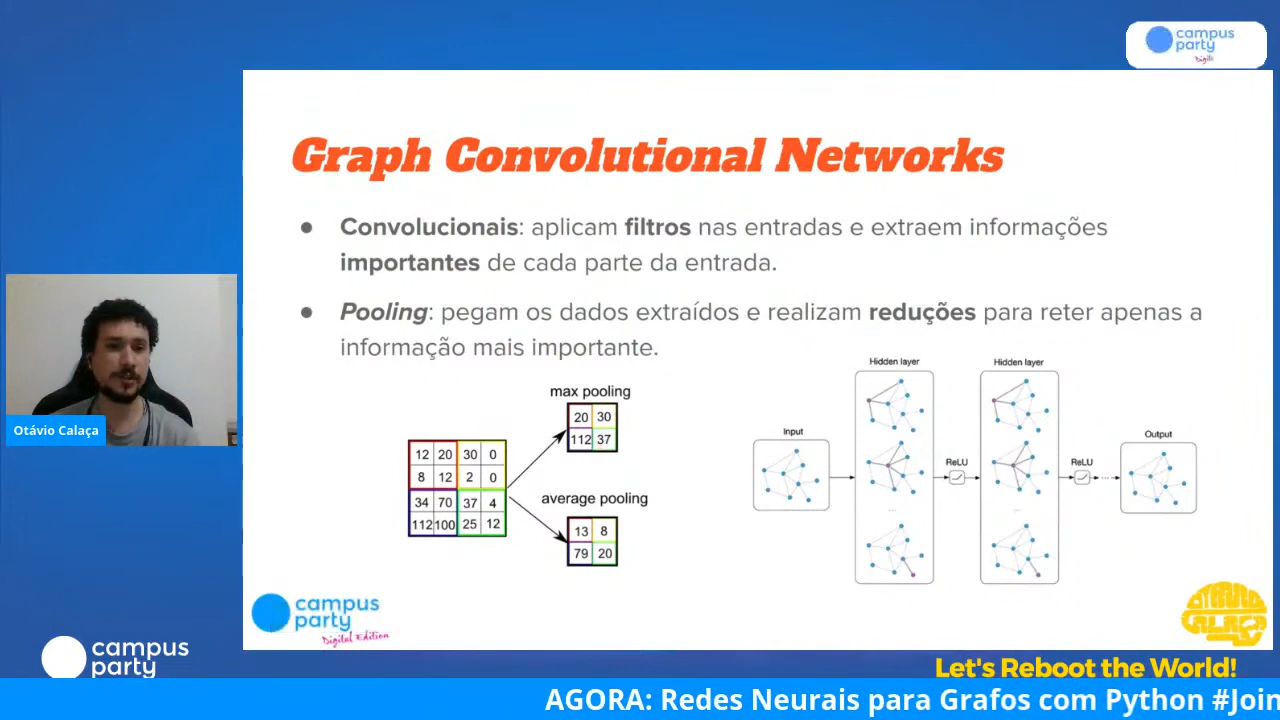 campus
party
Digital
Graph Convolutional Networks
● Convolucionais: aplicam filtros nas entradas e extraem informações
importantes de cada parte da entrada.
● Pooling: pegam os dados extraídos e realizam reduções para reter apenas a
informação mais importante.
max pooling
20 30
112 37
12 20 30 0
8 12 2 0
34 70 37 4
112 100 25 12
average pooling
13 8
79 20
Hidden layer
Hidden layer
Input
ReLU
ReLU
Output
...
...
...
Otávio Calaça
campus
party
Digital Edition
OTAVIO
CALAÇA
campus
party
Let's Reboot the World!
AGORA: Redes Neurais para Grafos com Python #Join